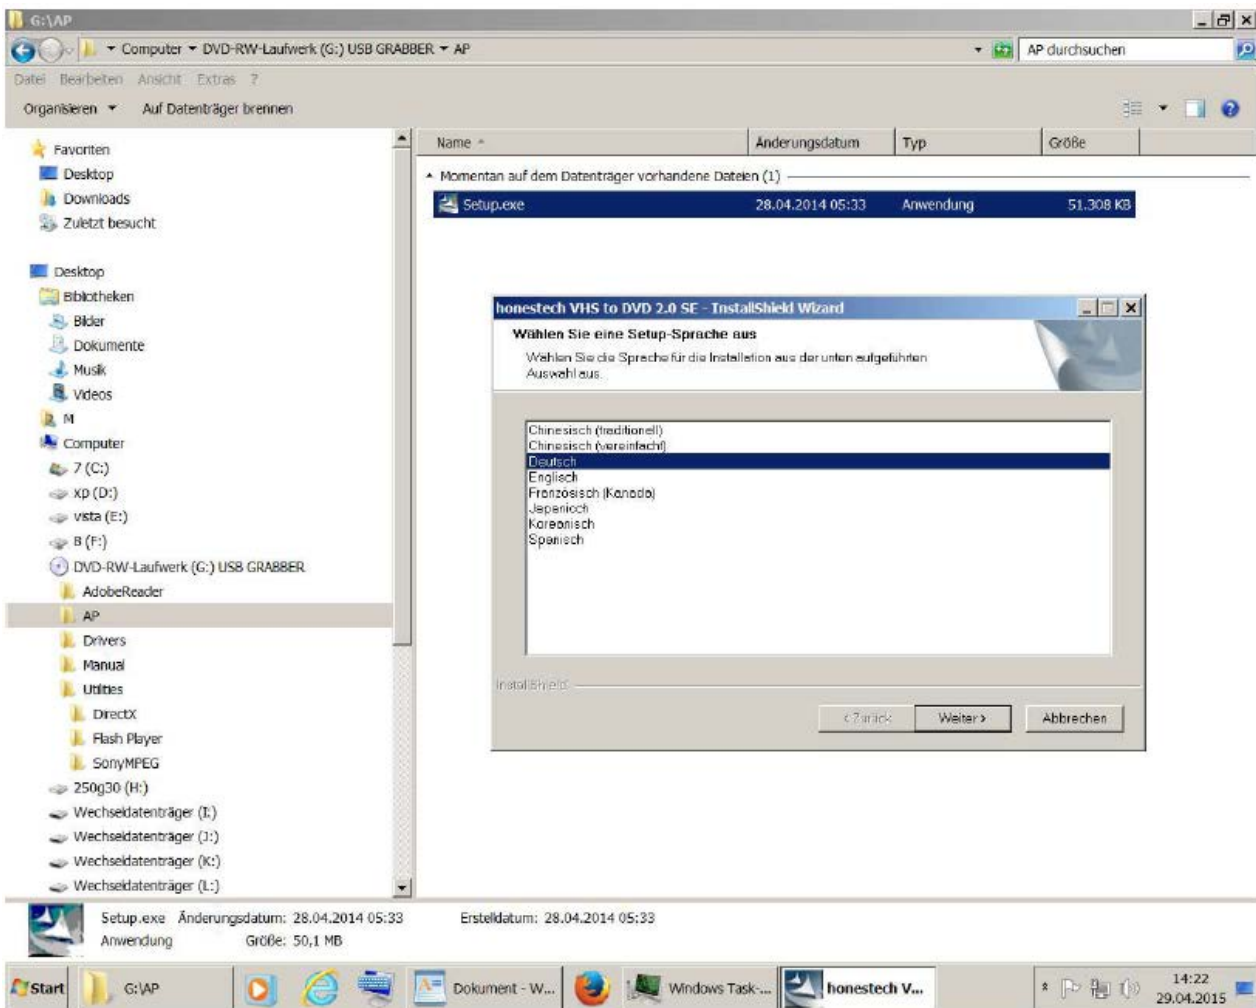 G:\AP
Computer DVD-RW-Laufwerk (G:) USB GRABBER AP
AP durchsuchen
Datei Bearbeiten Ansicht Extras ?
Organisieren Auf Datenträger brennen
Name Änderungsdatum Typ Größe
Momentan auf dem Datenträger vorhandene Dateien (1)
Setup.exe 28.04.2014 05:33 Anwendung 51.308 KB
Favoriten
Desktop
Downloads
Zuletzt besucht
Desktop
Bibliotheken
Bilder
Dokumente
Musik
Videos
M
Computer
7 (C:)
xp (D:)
vista (E:)
8 (F:)
DVD-RW-Laufwerk (G:) USB GRABBER
AdobeReader
AP
Drivers
Manual
Utilities
DirectX
Flash Player
SonyMPEG
250g30 (H:)
Wechseldatenträger (I:)
Wechseldatenträger (J:)
Wechseldatenträger (K:)
Wechseldatenträger (L:)
honestech VHS to DVD 2.0 SE - InstallShield Wizard
Wählen Sie eine Setup-Sprache aus
Wählen Sie die Sprache für die Installation aus der unten aufgeführten
Auswahl aus.
Chinesisch (traditionell)
Chinesisch (vereinfacht)
Deutsch
Englisch
Französisch (Kanada)
Japanisch
Koreanisch
Spanisch
InstallShield
< Zurück Weiter > Abbrechen
Setup.exe Änderungsdatum: 28.04.2014 05:33 Erstelldatum: 28.04.2014 05:33
Anwendung Größe: 50,1 MB
Start G:\AP Dokument - W... Windows Task-... honestech V... 14:22
29.04.2015